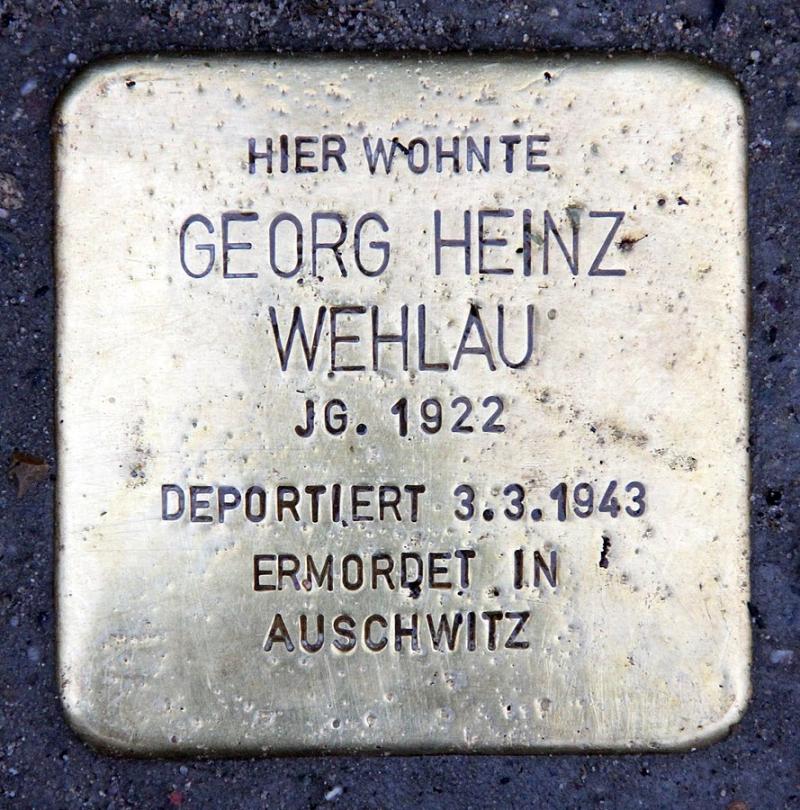 HIER WOHNTE
GEORG HEINZ
WEHLAU
JG. 1922
DEPORTIERT 3.3.1943
ERMORDET IN
AUSCHWITZ